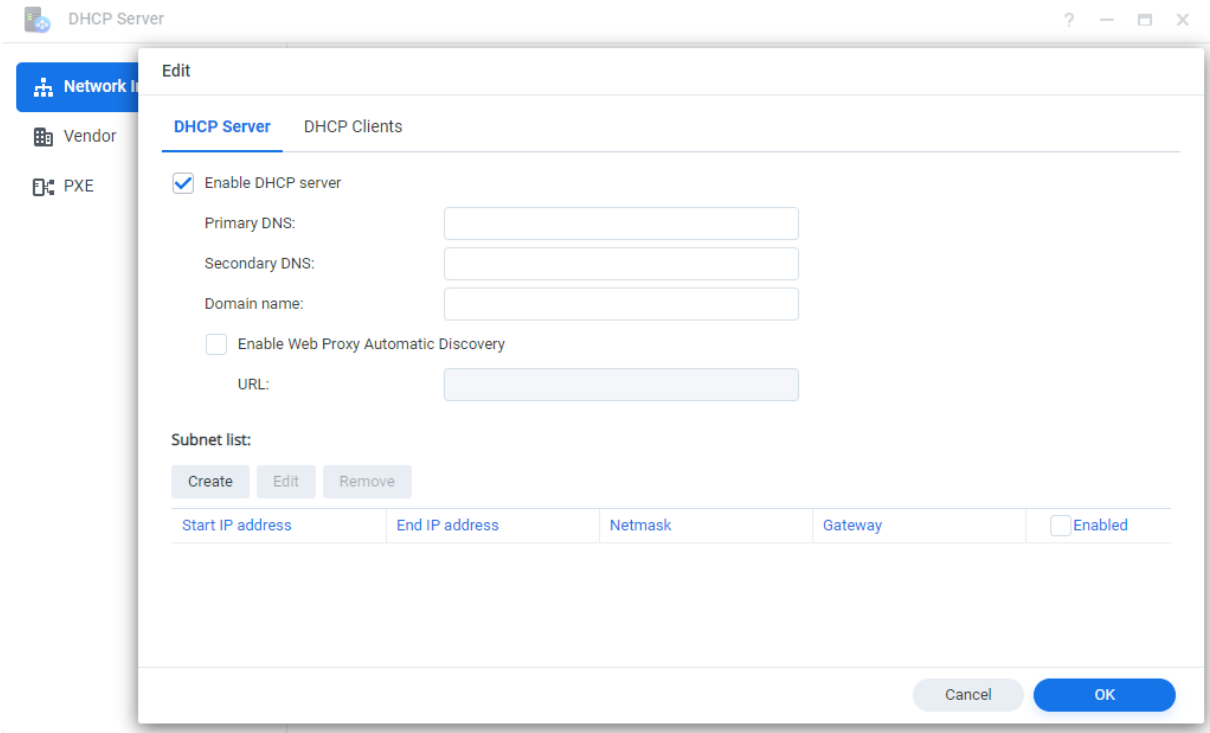 DHCP Server
?
Network I
Vendor
PXE
Edit
DHCP Server DHCP Clients
Enable DHCP server
Primary DNS:
Secondary DNS:
Domain name:
Enable Web Proxy Automatic Discovery
URL:
Subnet list:
Create Edit Remove
Start IP address End IP address Netmask Gateway Enabled
Cancel OK